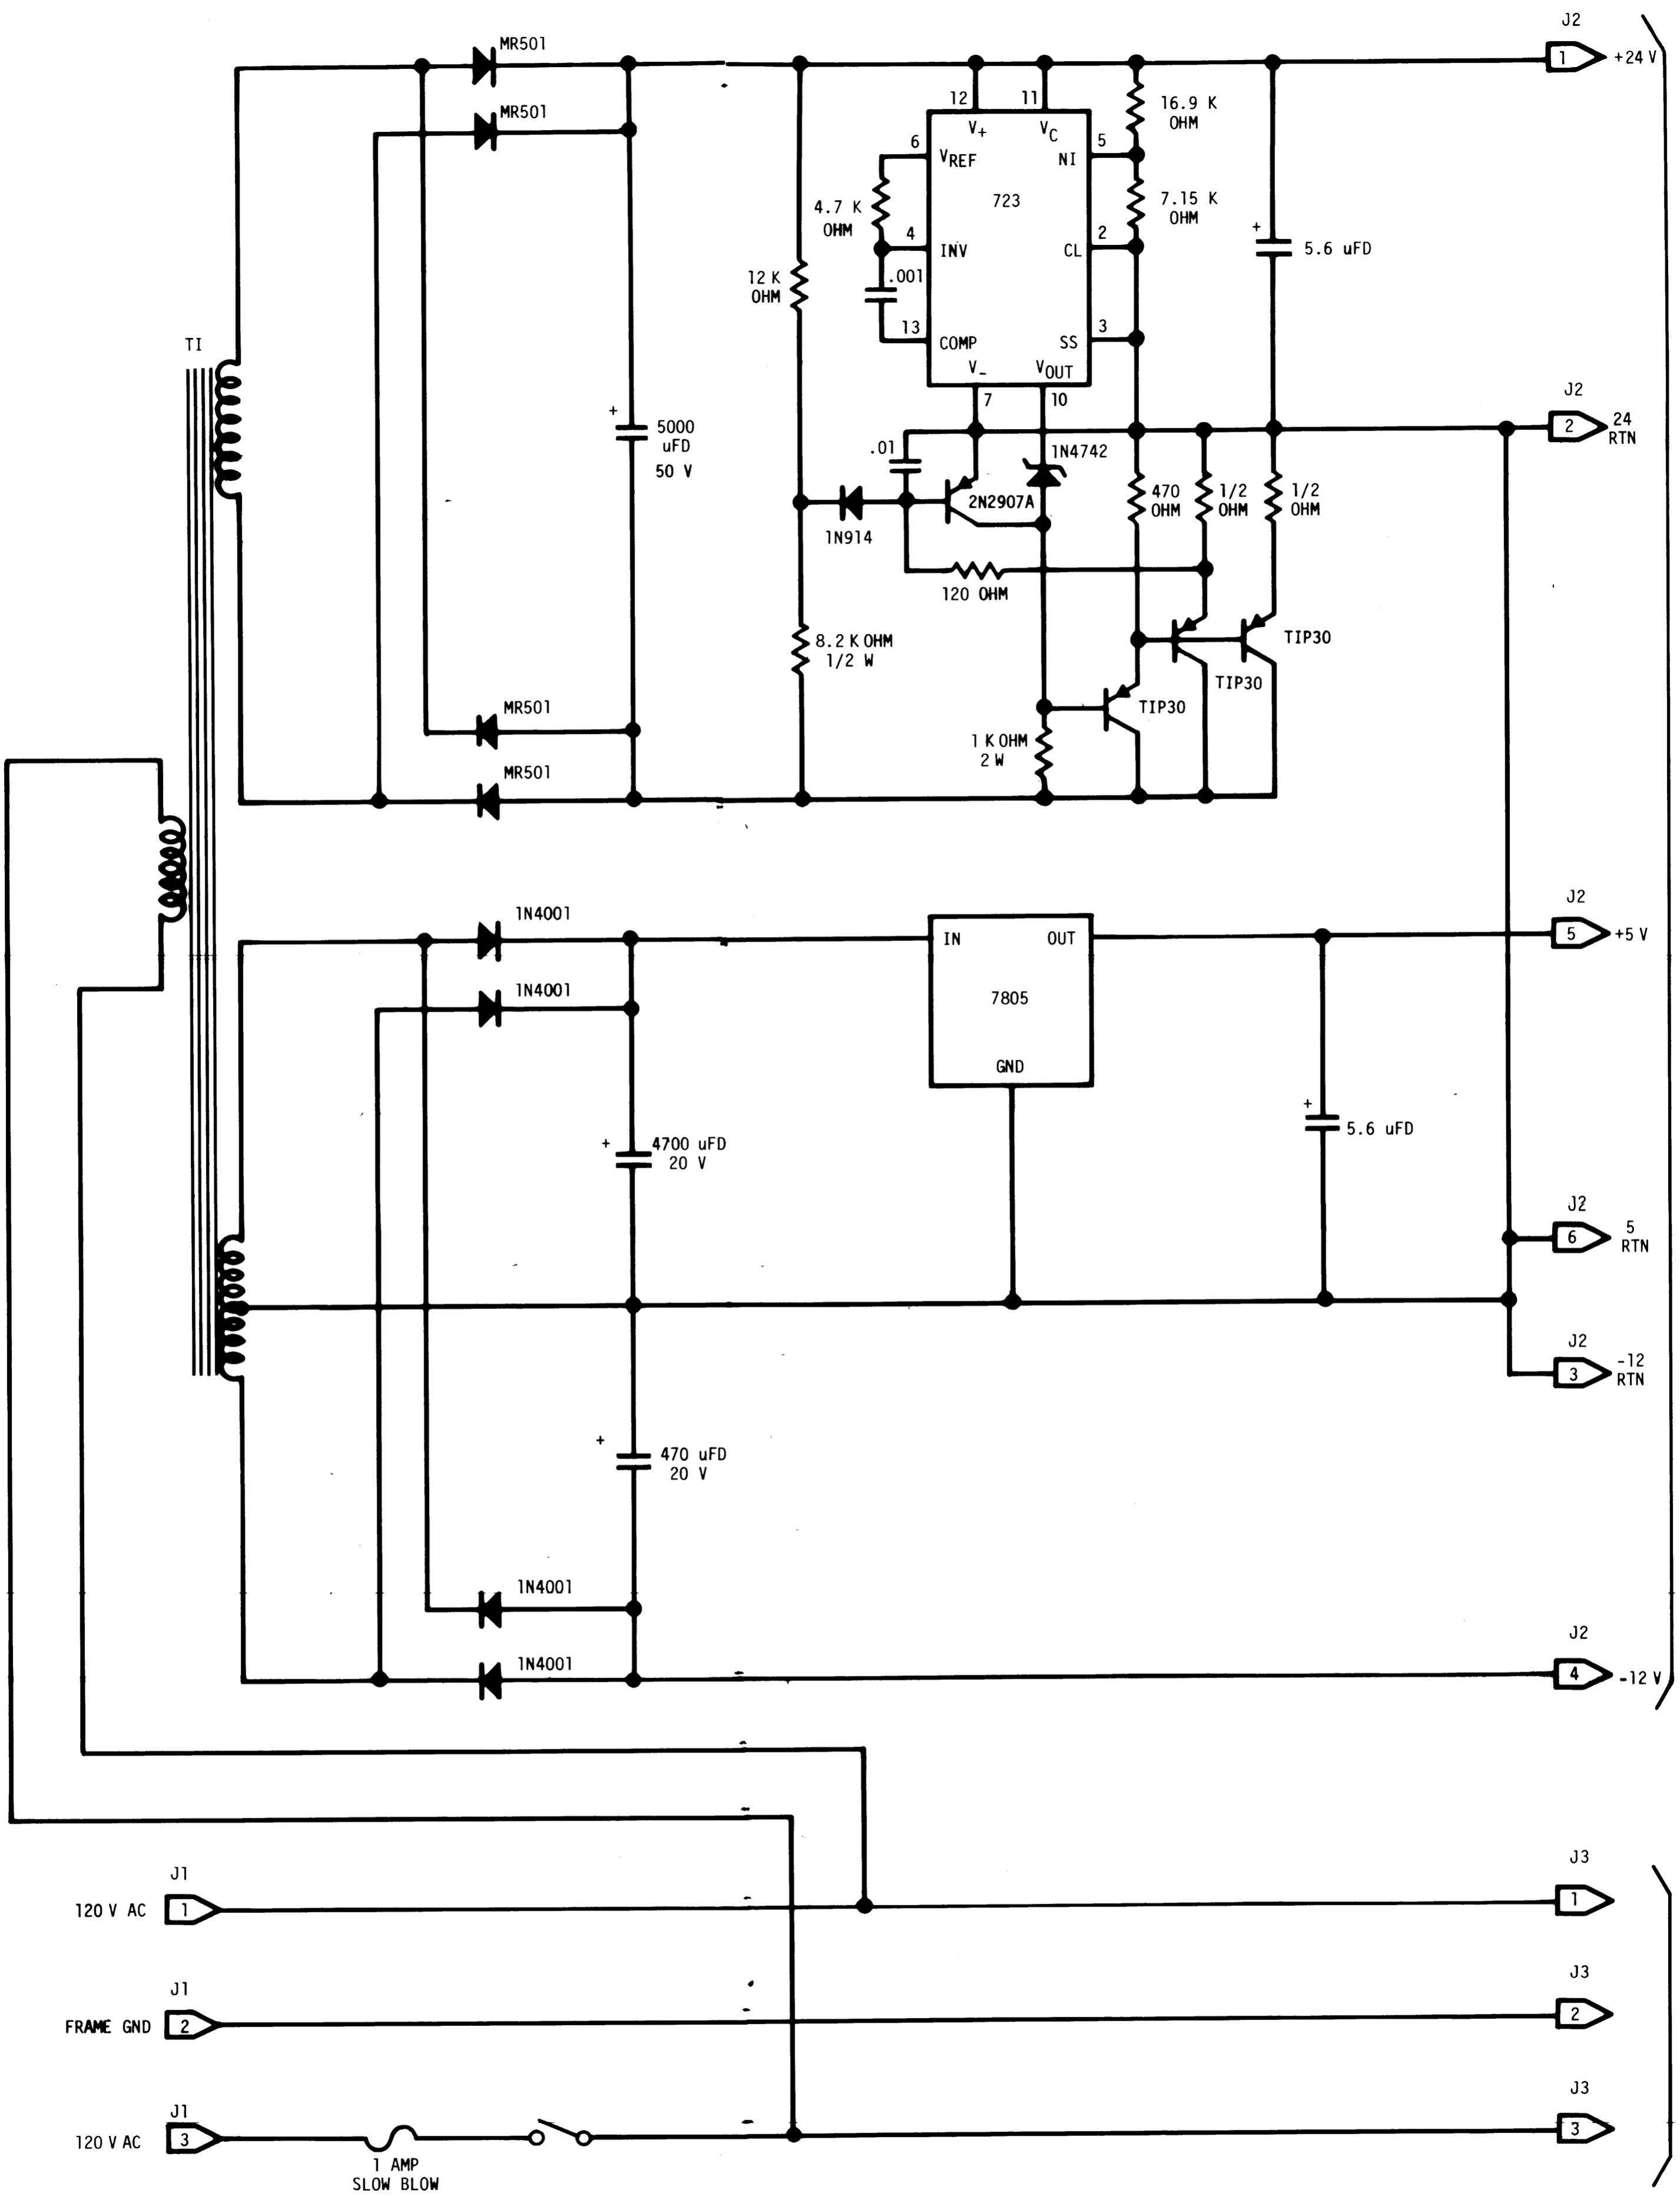 J2
1
+24 V
MR501
MR501
12
11
V+
VC
16.9 K
OHM
6
VREF
5
NI
723
4.7 K
OHM
7.15 K
OHM
4
INV
2
CL
+
5.6 uFD
12 K
OHM
.001
13
COMP
3
SS
V-
VOUT
7
10
TI
J2
2
24
RTN
+
5000
uFD
50 V
.01
1N4742
2N2907A
470
OHM
1/2
OHM
1/2
OHM
1N914
120 OHM
8.2 K OHM
1/2 W
TIP30
TIP30
TIP30
MR501
1 K OHM
2 W
MR501
1N4001
IN
OUT
J2
5
+5 V
1N4001
7805
GND
+
4700 uFD
20 V
+
5.6 uFD
J2
6
5
RTN
J2
3
-12
RTN
+
470 uFD
20 V
1N4001
1N4001
J2
4
-12 V
J1
120 V AC
1
J3
1
J1
FRAME GND
2
J3
2
J1
120 V AC
3
J3
3
1 AMP
SLOW BLOW